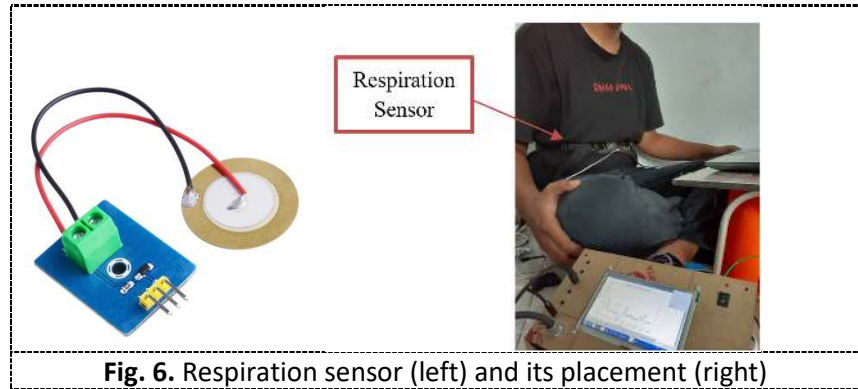 Respiration
Sensor
Fig. 6. Respiration sensor (left) and its placement (right)